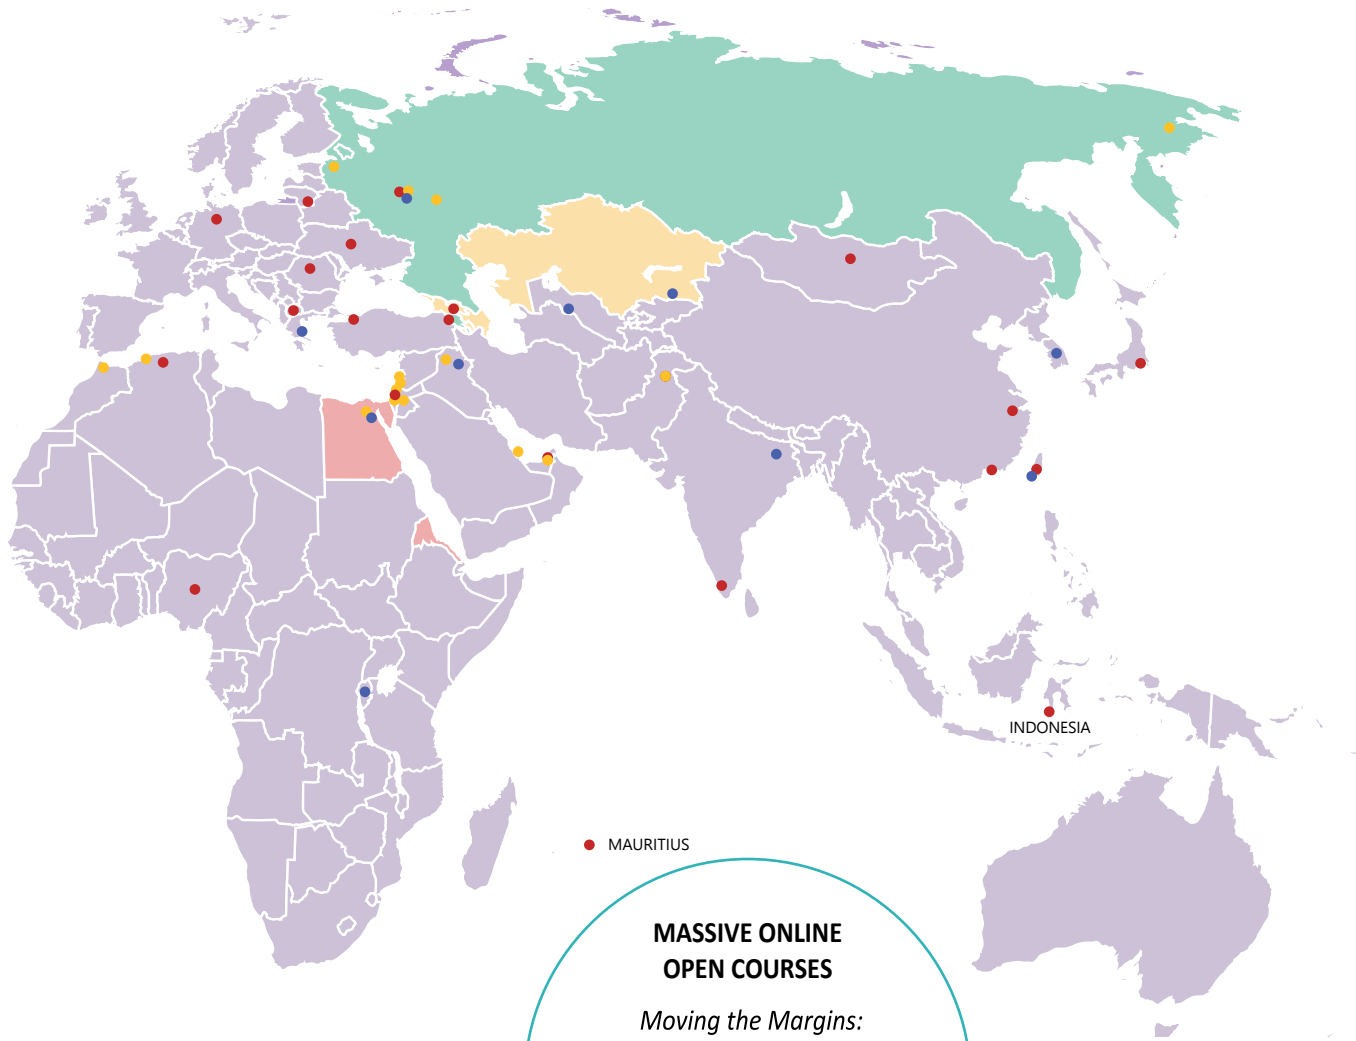 INDONESIA
MAURITIUS
MASSIVE ONLINE
OPEN COURSES
Moving the Margins: